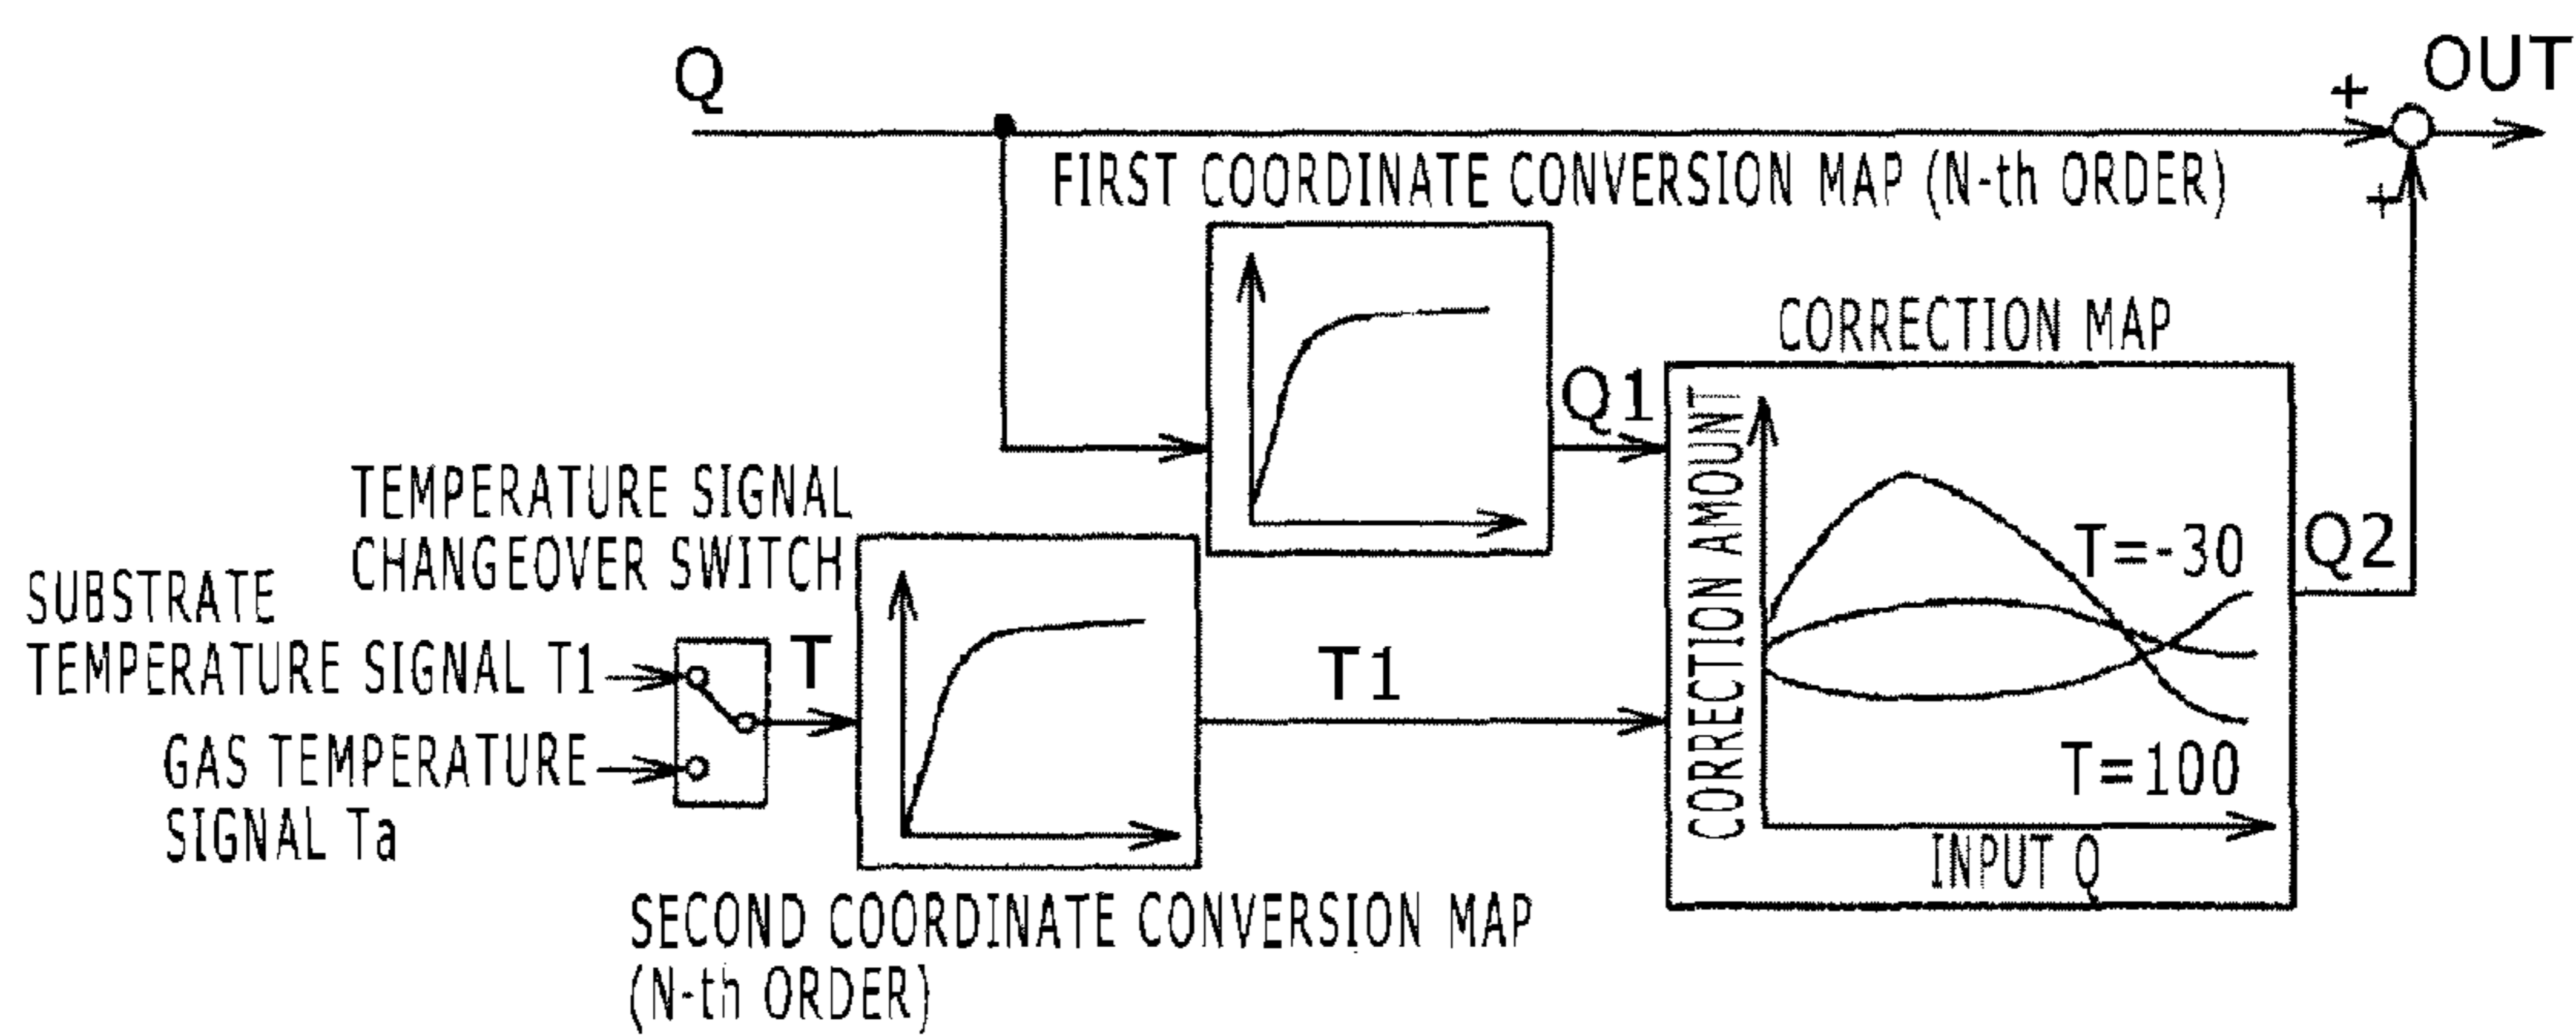 Q
OUT
+
FIRST COORDINATE CONVERSION MAP (N-th ORDER)
+
CORRECTION MAP
Q1
CORRECTION AMOUNT
TEMPERATURE SIGNAL
CHANGEOVER SWITCH
T=-30
Q2
SUBSTRATE
TEMPERATURE SIGNAL T1
T
T1
GAS TEMPERATURE
SIGNAL Ta
T=100
INPUT Q
SECOND COORDINATE CONVERSION MAP
(N-th ORDER)